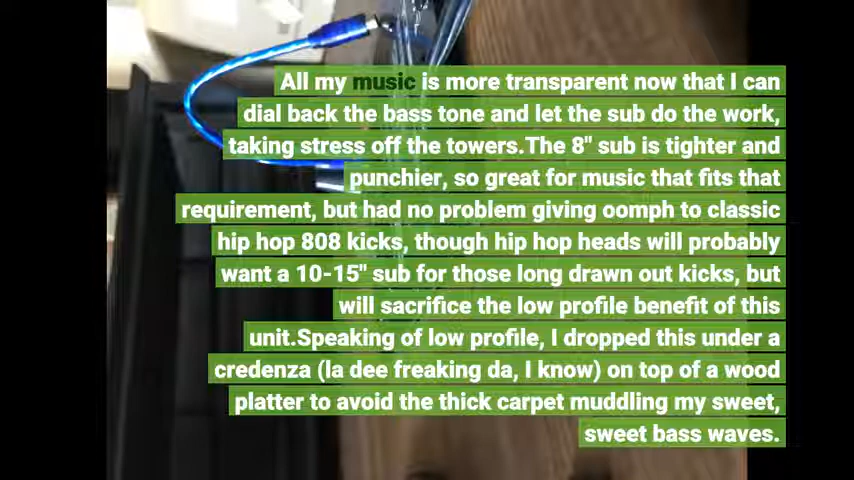 All my music is more transparent now that I can
dial back the bass tone and let the sub do the work,
taking stress off the towers.The 8" sub is tighter and
punchier, so great for music that fits that
requirement, but had no problem giving oomph to classic
hip hop 808 kicks, though hip hop heads will probably
want a 10-15" sub for those long drawn out kicks, but
will sacrifice the low profile benefit of this
unit.Speaking of low profile, I dropped this under a
credenza (la dee freaking da, I know) on top of a wood
platter to avoid the thick carpet muddling my sweet,
sweet bass waves.